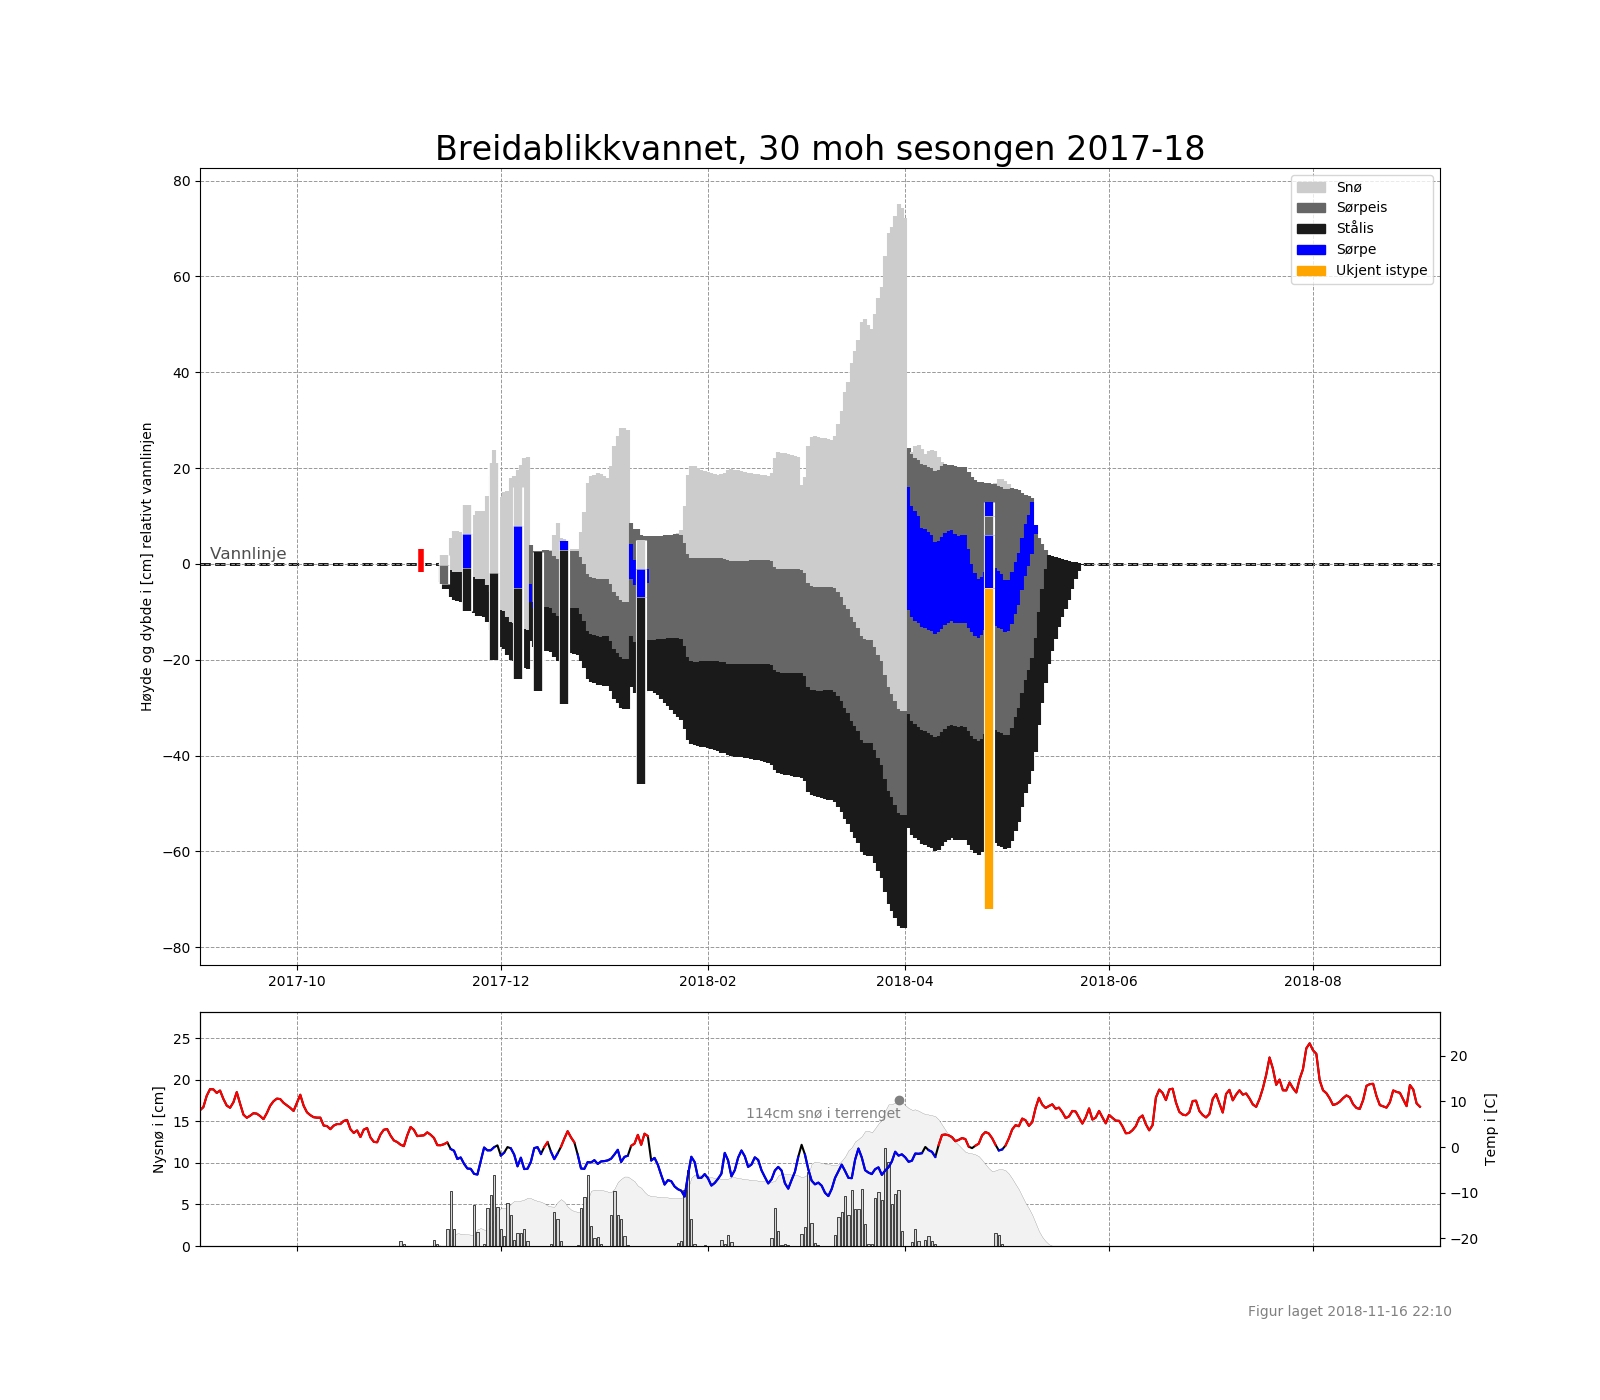 Breidablikkvannet, 30 moh sesongen 2017-18
Høyde og dybde i [cm] relativt vannlinjen
80
60
40
20
0
−20
−40
−60
−80
Vannlinje
Snø
Sørpeis
Stålis
Sørpe
Ukjent istype
2017-10 2017-12 2018-02 2018-04 2018-06 2018-08
Nysnø i [cm]
25
20
15
10
5
0
114cm snø i terrenget
20
10
0
−10
−20
Temp i [C]
Figur laget 2018-11-16 22:10